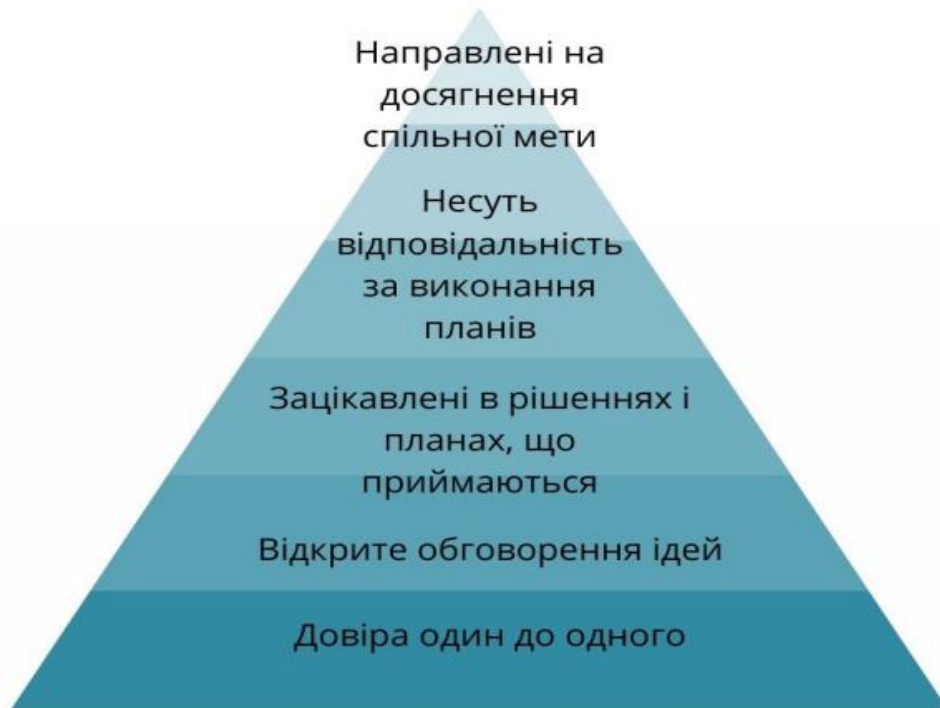 Направлені на
досягнення
спільної мети
Несуть
відповідальність
за виконання
планів
Зацікавлені в рішеннях і
планах, що
приймаються
Відкрите обговорення ідей
Довіра один до одного